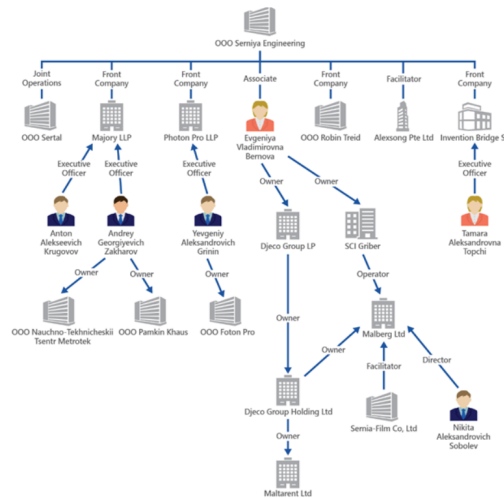 OOO Serniya Engineering
Joint
Operations
Front
Company
Front
Company
Associate
Front
Company
Facilitator
Front
Company
OOO Sertal
Majory LLP
Photon Pro LLP
Evgeniya
Vladimirovna
Bernova
OOO Robin Treid
Alexsong Pte Ltd
Invention Bridge S
Executive
Officer
Executive
Officer
Executive
Officer
Executive
Officer
Owner
Owner
Anton
Alekseevich
Krugovov
Andrey
Georgiyevich
Zakharov
Yevgeniy
Aleksandrovich
Grinin
Djeco Group LP
SCI Griber
Tamara
Aleksandrovna
Topchi
Owner
Owner
Owner
Operator
OOO Nauchno-Tekhnicheskii
Tsentr Metrotek
OOO Pamkin Khaus
OOO Foton Pro
Owner
Malberg Ltd
Owner
Facilitator
Director
Djeco Group Holding Ltd
Sernia-Film Co, Ltd
Nikita
Aleksandrovich
Sobolev
Owner
Maltarent Ltd